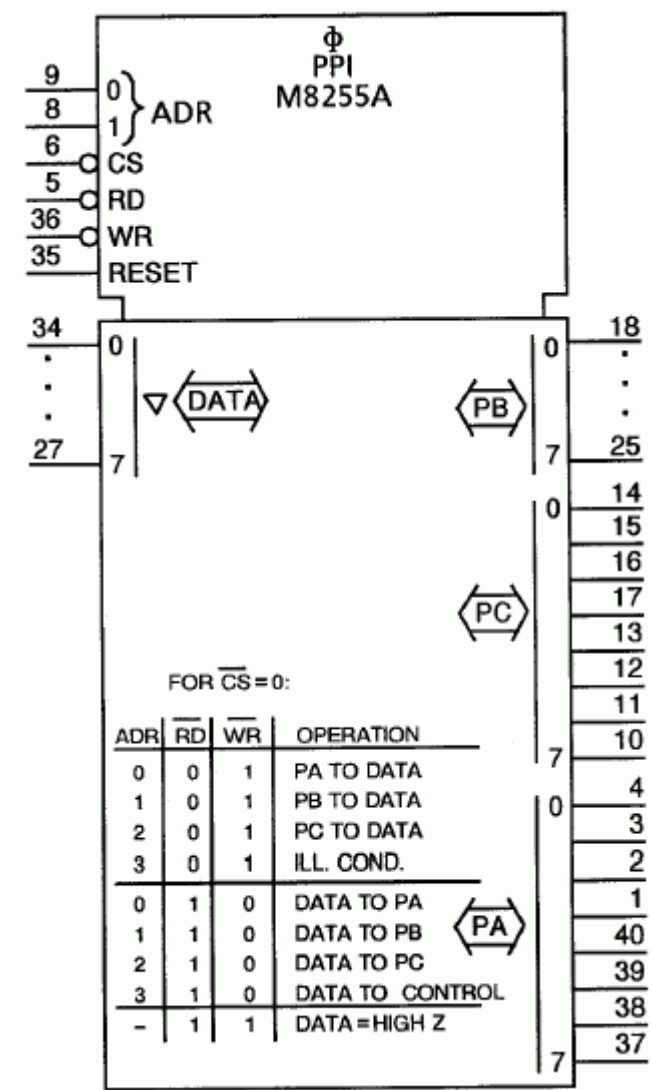 Φ
PPI
M8255A
9 0
8 1 ADR
6 CS
5 RD
36 WR
35 RESET
34 0
27 7
DATA
0 18
PB
7 25
0 14
15
16
17
PC
13
12
11
7 10
0 4
3
2
1
PA
40
39
38
7 37
FOR C̅S̅=0:
ADR R̅D̅ W̅R̅ OPERATION
0 0 1 PA TO DATA
1 0 1 PB TO DATA
2 0 1 PC TO DATA
3 0 1 ILL. COND.
0 1 0 DATA TO PA
1 1 0 DATA TO PB
2 1 0 DATA TO PC
3 1 0 DATA TO CONTROL
– 1 1 DATA=HIGH Z